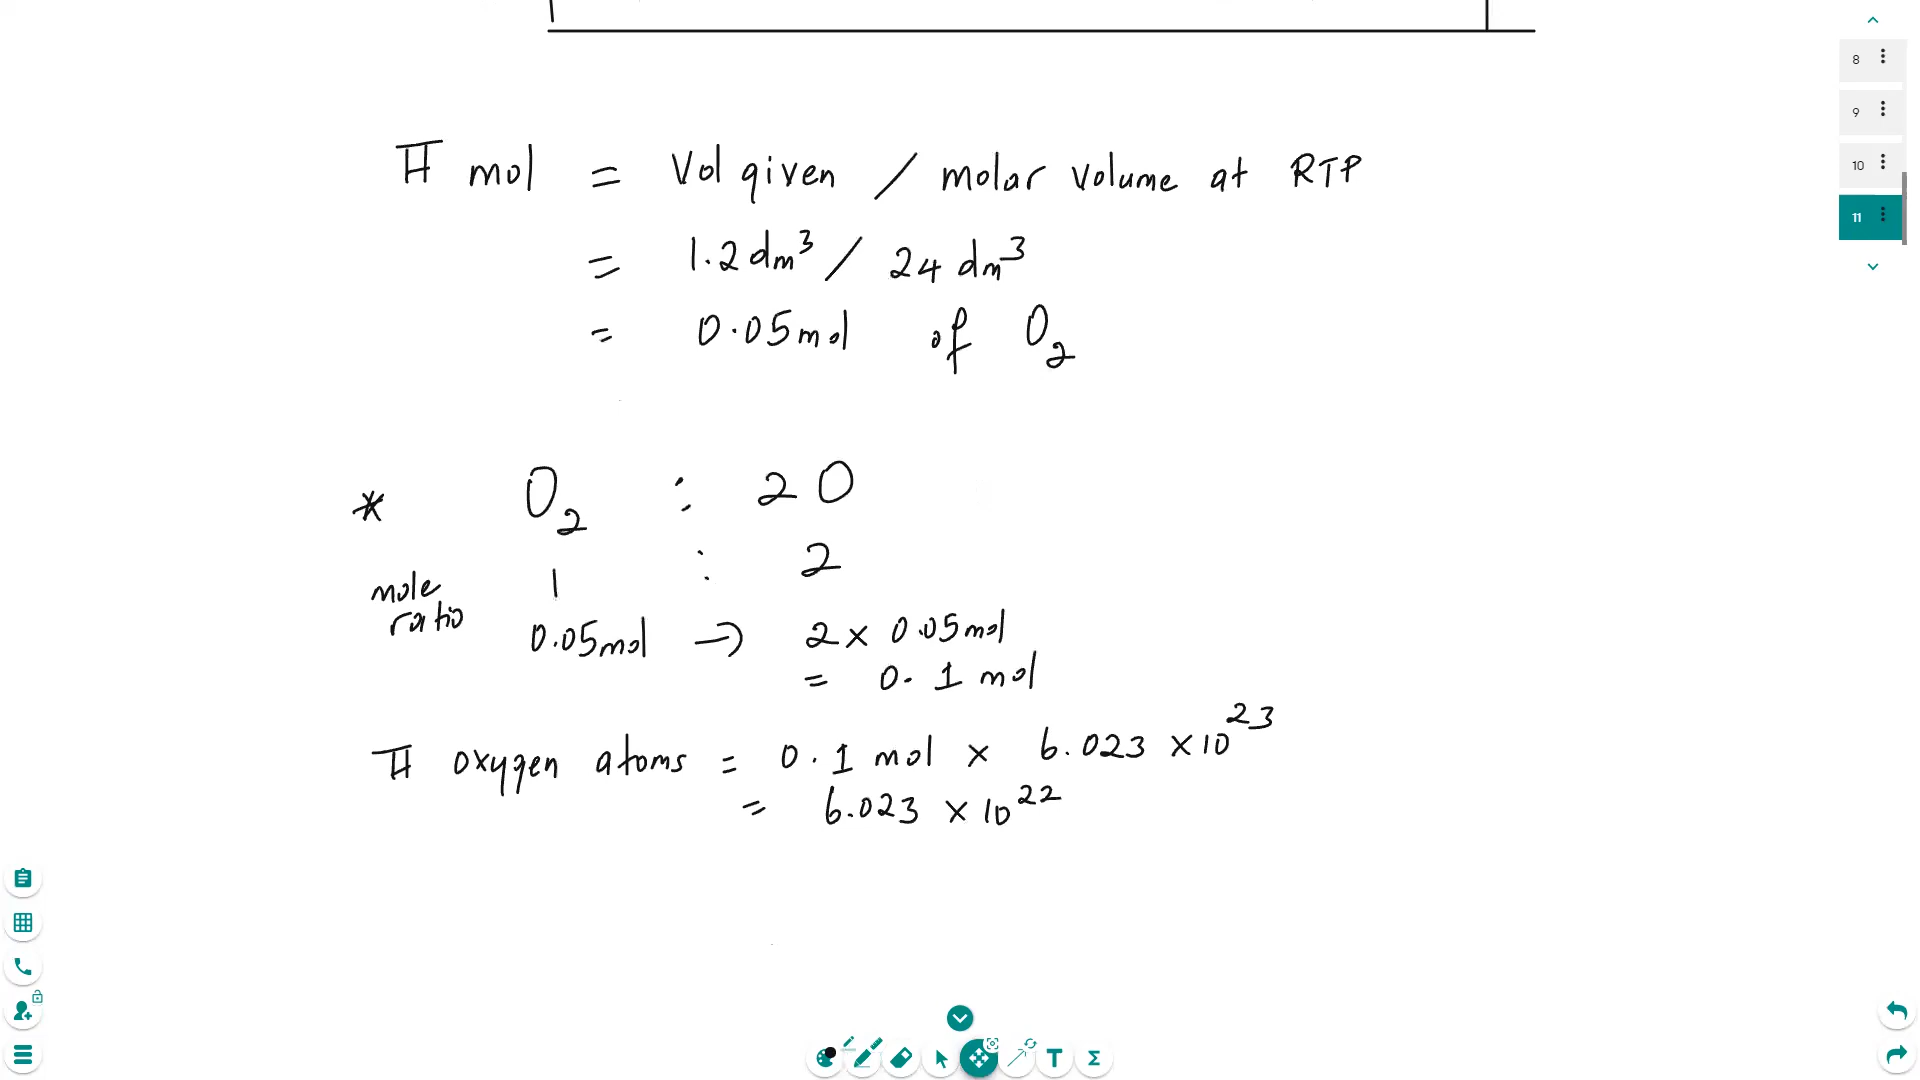 # mol = Vol given / molar volume at RTP
= 1.2 dm³ / 24 dm³
= 0.05 mol of O₂
* O₂ : 2O
mole ratio 1 : 2
0.05 mol → 2 × 0.05 mol
= 0.1 mol
# oxygen atoms = 0.1 mol × 6.023 × 10²³
= 6.023 × 10²²
8
9
10
11
T
Σ